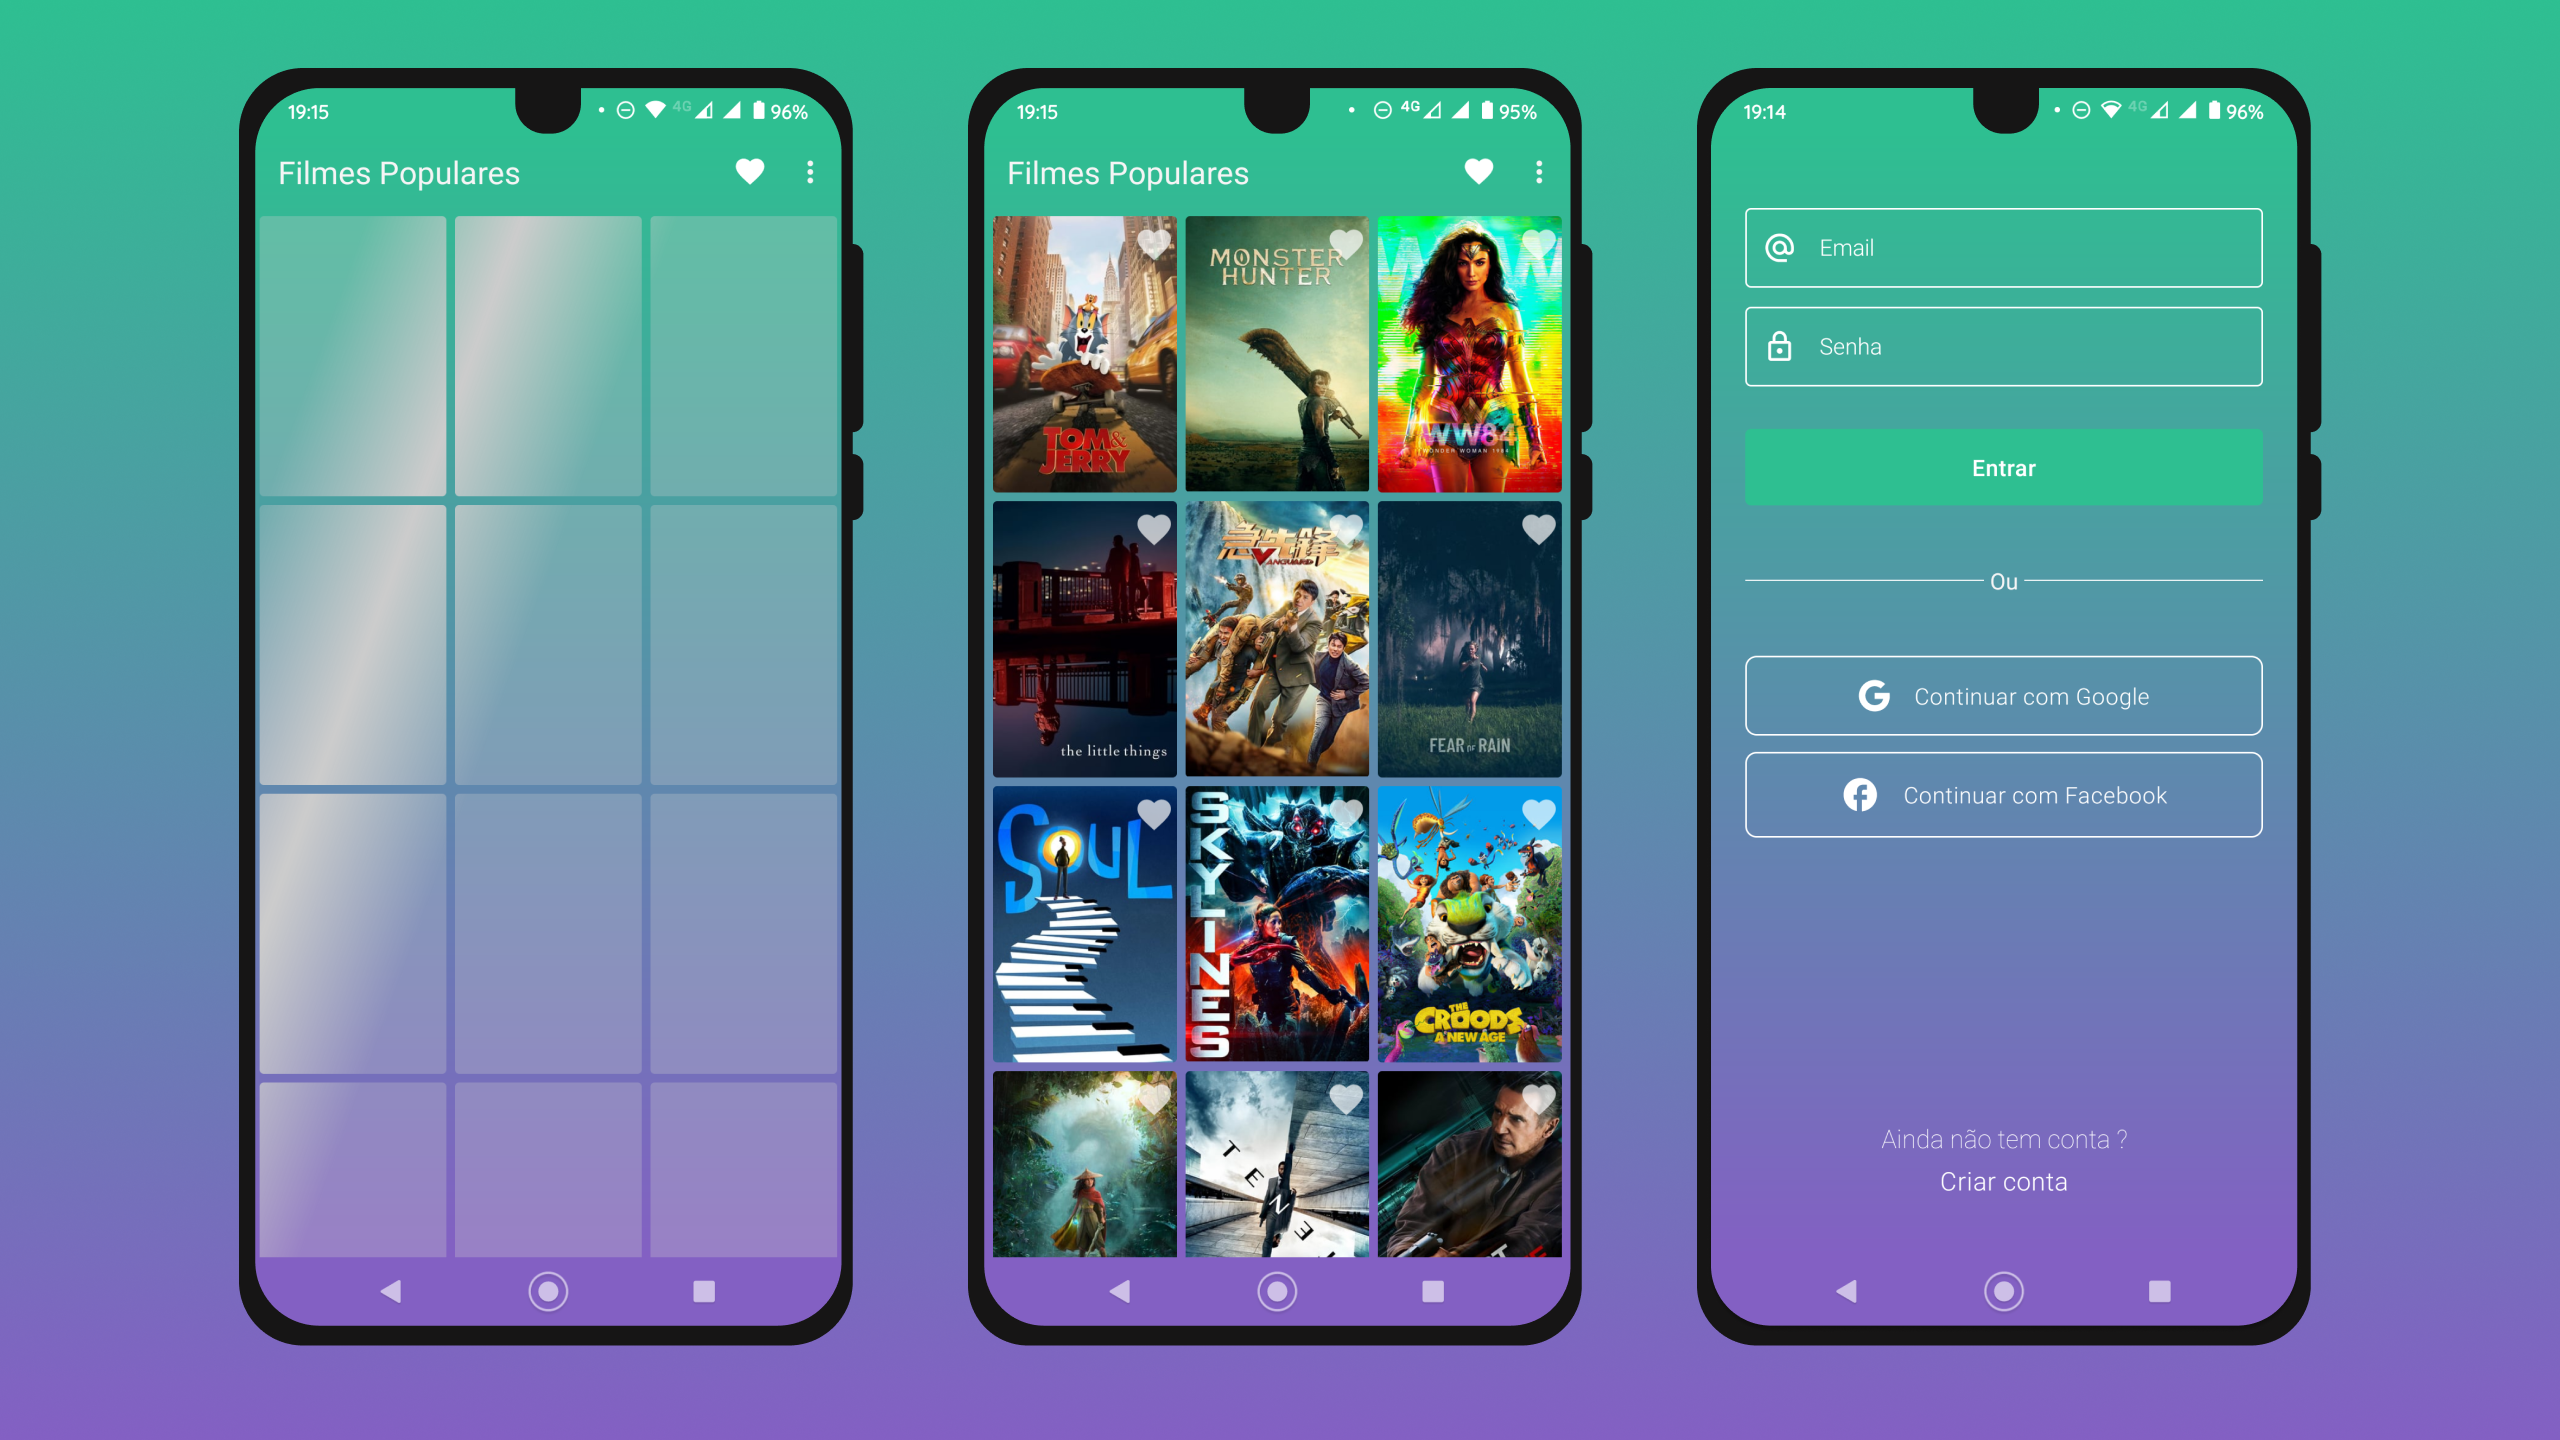 19:15
4G
96%
Filmes Populares
19:15
4G
95%
Filmes Populares
TOM &
JERRY
MONSTER
HUNTER
WW84
WONDER WOMAN 1984
the little things
急先锋
VANGUARD
FEAR OF RAIN
SOUL
SKYLINES
THE
CROODS
A NEW AGE
TENE
19:14
4G
96%
Email
Senha
Entrar
Ou
Continuar com Google
Continuar com Facebook
Ainda não tem conta ?
Criar conta